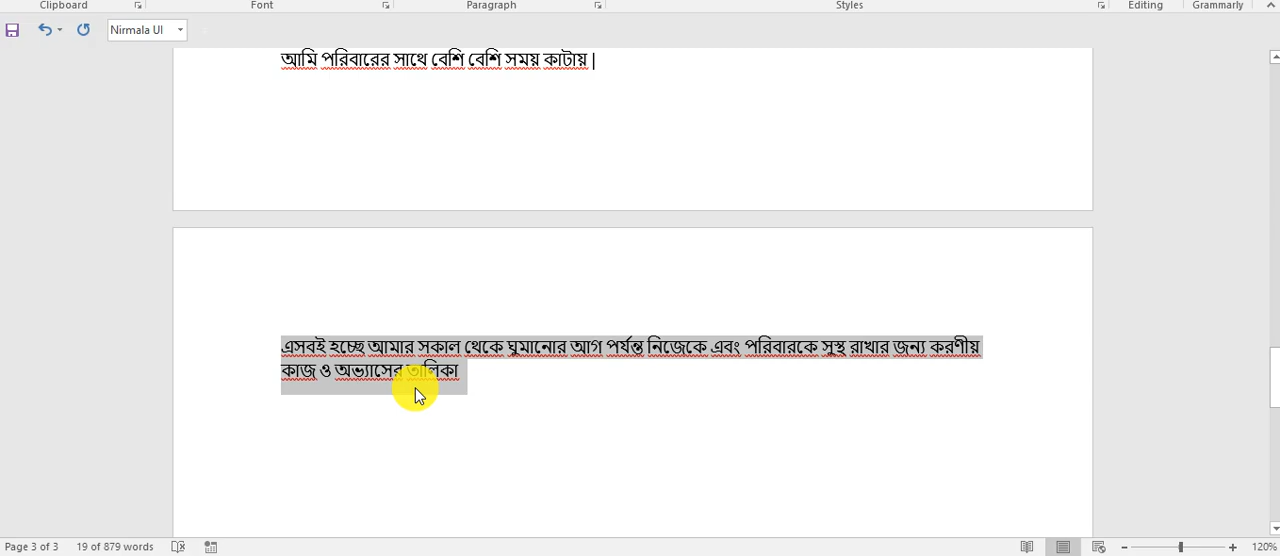 Clipboard Font Paragraph Styles Editing Grammarly
Nirmala UI
আমি পরিবারের সাথে বেশি বেশি সময় কাটায় |
এসবই হচ্ছে আমার সকাল থেকে ঘুমানোর আগ পর্যন্ত নিজেকে এবং পরিবারকে সুস্থ রাখার জন্য করণীয়
কাজ ও অভ্যাসের তালিকা
Page 3 of 3 19 of 879 words 120%